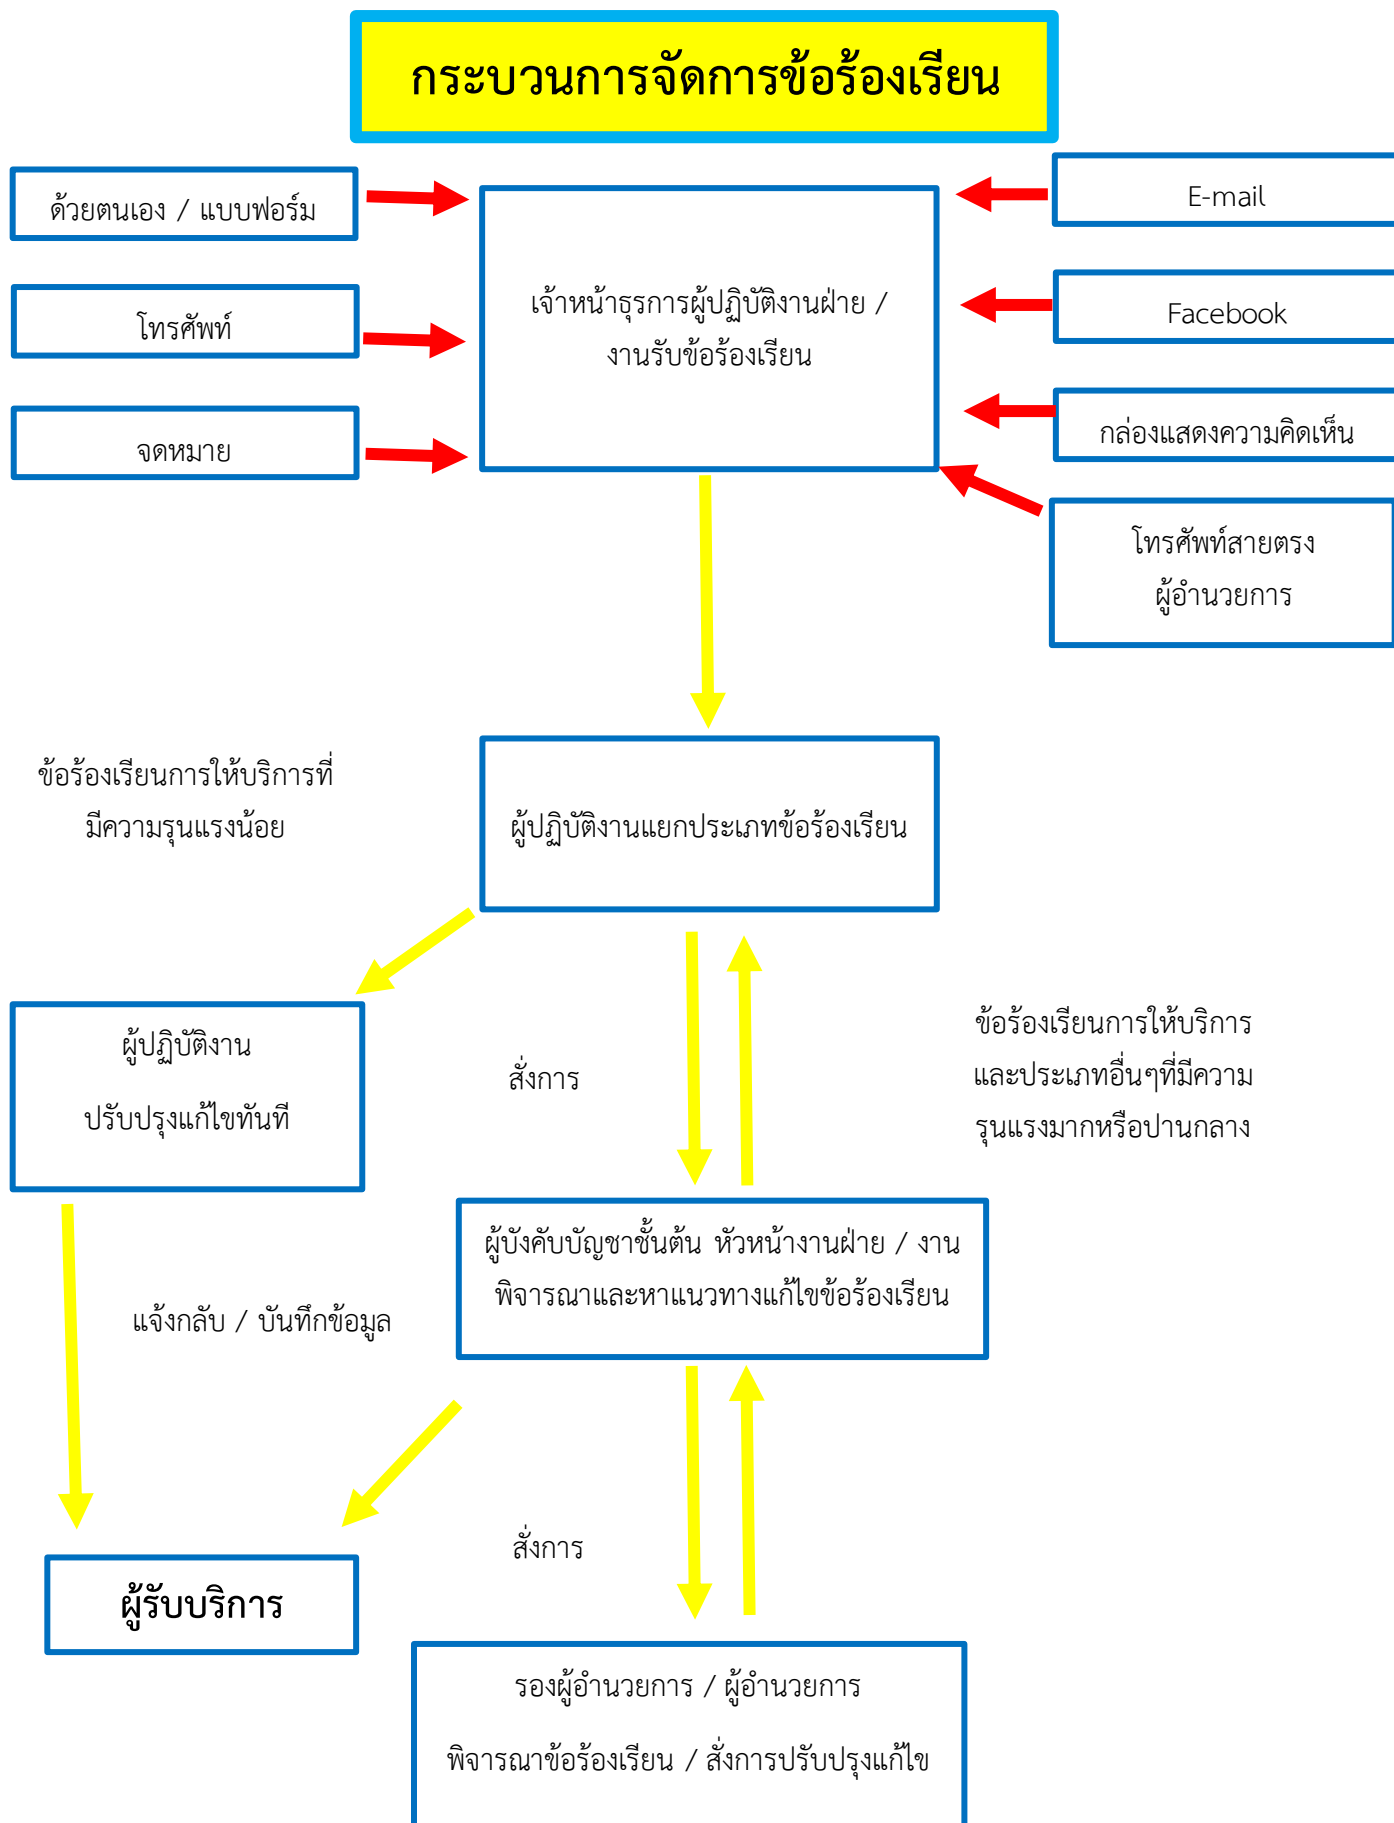 กระบวนการจัดการข้อร้องเรียน
ด้วยตนเอง / แบบฟอร์ม
โทรศัพท์
จดหมาย
เจ้าหน้าธุรการผู้ปฏิบัติงานฝ่าย /
งานรับข้อร้องเรียน
E-mail
Facebook
กล่องแสดงความคิดเห็น
โทรศัพท์สายตรง
ผู้อำนวยการ
ข้อร้องเรียนการให้บริการที่
มีความรุนแรงน้อย
ผู้ปฏิบัติงานแยกประเภทข้อร้องเรียน
ผู้ปฏิบัติงาน
ปรับปรุงแก้ไขทันที
สั่งการ
ข้อร้องเรียนการให้บริการ
และประเภทอื่นๆที่มีความ
รุนแรงมากหรือปานกลาง
ผู้บังคับบัญชาชั้นต้น หัวหน้างานฝ่าย / งาน
พิจารณาและหาแนวทางแก้ไขข้อร้องเรียน
แจ้งกลับ / บันทึกข้อมูล
สั่งการ
ผู้รับบริการ
รองผู้อำนวยการ / ผู้อำนวยการ
พิจารณาข้อร้องเรียน / สั่งการปรับปรุงแก้ไข